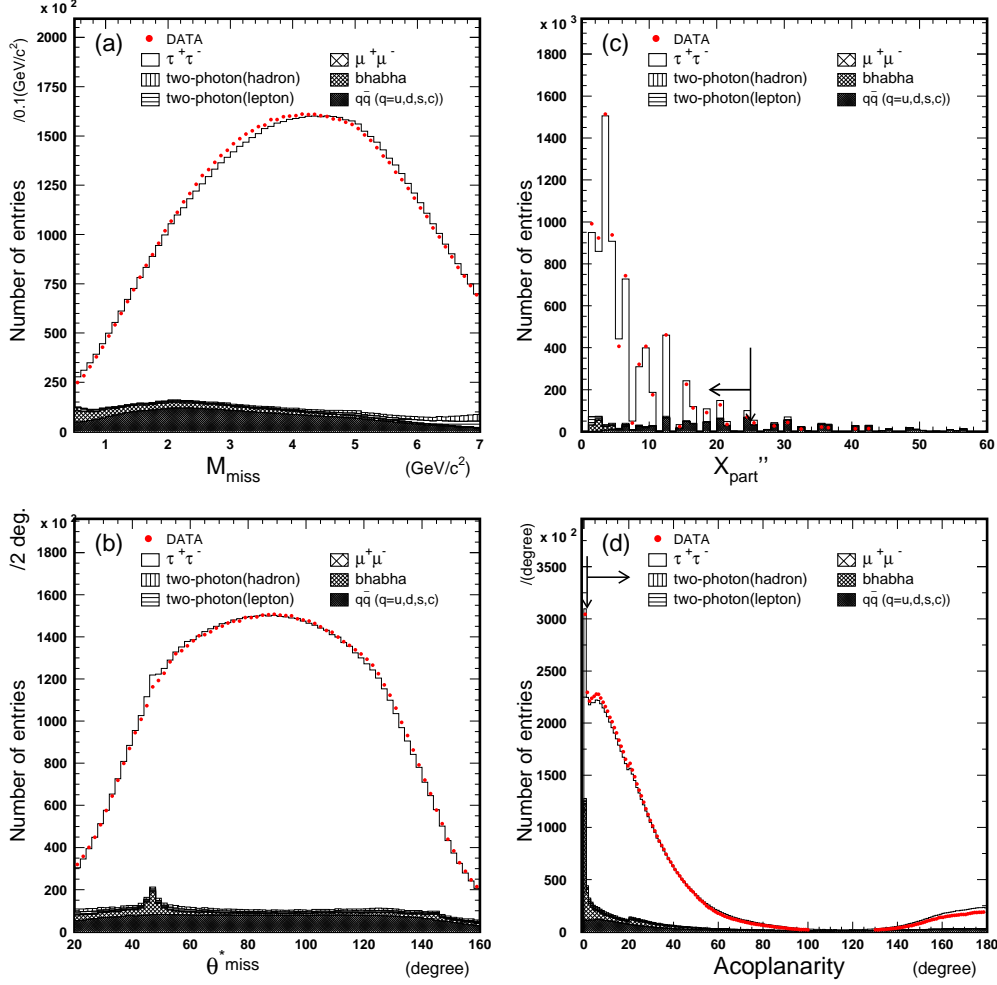 x 10 2
/0.1(GeV/c2)
Number of entries
2000
1750
1500
1250
1000
750
500
250
0
(a)
DATA
τ+τ-
two-photon(hadron)
two-photon(lepton)
μ+μ-
bhabha
qq̄ (q=u,d,s,c))
1 2 3 4 5 6 7
Mmiss
(GeV/c2)
x 10 3
Number of entries
1800
1600
1400
1200
1000
800
600
400
200
0
(c)
DATA
τ+τ-
two-photon(hadron)
two-photon(lepton)
μ+μ-
bhabha
qq̄ (q=u,d,s,c))
0 10 20 30 40 50 60
Xpart″
x 10 2
/2 deg.
Number of entries
1800
1600
1400
1200
1000
800
600
400
200
0
(b)
DATA
τ+τ-
two-photon(hadron)
two-photon(lepton)
μ+μ-
bhabha
qq̄ (q=u,d,s,c))
20 40 60 80 100 120 140 160
θ*miss
(degree)
x 10 2
/(degree)
Number of entries
3500
3000
2500
2000
1500
1000
500
0
(d)
DATA
τ+τ-
two-photon(hadron)
two-photon(lepton)
μ+μ-
bhabha
qq̄ (q=u,d,s,c))
0 20 40 60 80 100 120 140 160 180
Acoplanarity
(degree)